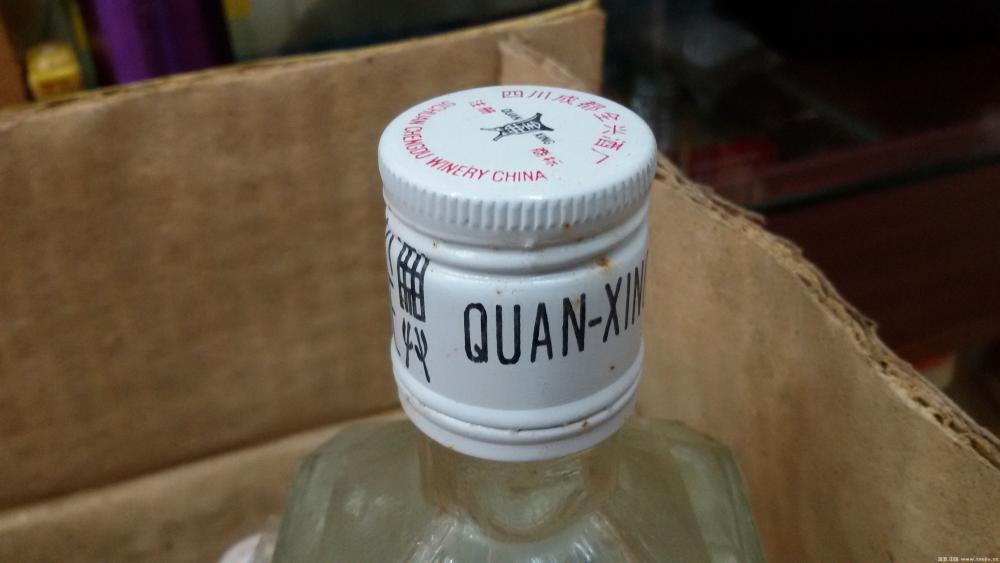 四川成都全兴酒厂
注册
QUAN XING
商标
SICHUAN CHENGDU WINERY CHINA
QUAN-XIN